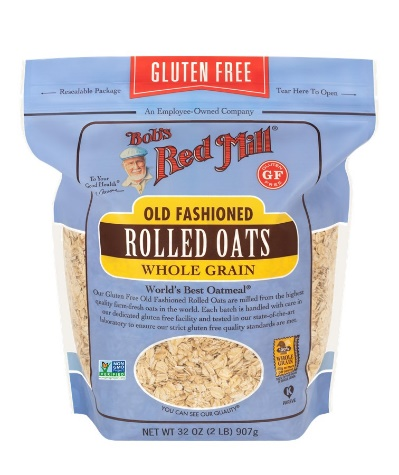 GLUTEN FREE
Resealable Package
Tear Here To Open
An Employee-Owned Company
Bob's
Red Mill®
To Your
Good Health®
GF
OLD FASHIONED
ROLLED OATS
WHOLE GRAIN
World's Best Oatmeal®
Our Gluten Free Old Fashioned Rolled Oats are milled from the highest
quality farm-fresh oats in the world. Each batch is handled with care in
our dedicated gluten free facility and tested in our state-of-the-art
laboratory to ensure our strict gluten free quality standards are met.
NON
GMO
WHOLE
GRAIN
K
YOU CAN SEE OUR QUALITY®
NET WT 32 OZ (2 LB) 907g